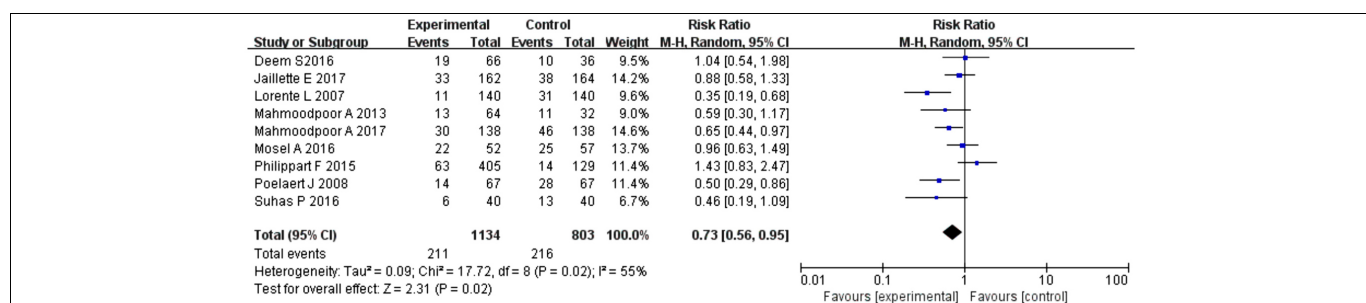 Experimental Control Risk Ratio Risk Ratio
Study or Subgroup Events Total Events Total Weight M-H, Random, 95% CI M-H, Random, 95% CI
Deem S2016 19 66 10 36 9.5% 1.04 [0.54, 1.98]
Jaillette E 2017 33 162 38 164 14.2% 0.88 [0.58, 1.33]
Lorente L 2007 11 140 31 140 9.6% 0.35 [0.19, 0.68]
Mahmoodpoor A 2013 13 64 11 32 9.0% 0.59 [0.30, 1.17]
Mahmoodpoor A 2017 30 138 46 138 14.6% 0.65 [0.44, 0.97]
Mosel A 2016 22 52 25 57 13.7% 0.96 [0.63, 1.49]
Philippart F 2015 63 405 14 129 11.4% 1.43 [0.83, 2.47]
Poelaert J 2008 14 67 28 67 11.4% 0.50 [0.29, 0.86]
Suhas P 2016 6 40 13 40 6.7% 0.46 [0.19, 1.09]
Total (95% CI) 1134 803 100.0% 0.73 [0.56, 0.95]
Total events 211 216
Heterogeneity: Tau² = 0.09; Chi² = 17.72, df = 8 (P = 0.02); I² = 55%
Test for overall effect: Z = 2.31 (P = 0.02)
0.01 0.1 1 10 100
Favours [experimental] Favours [control]